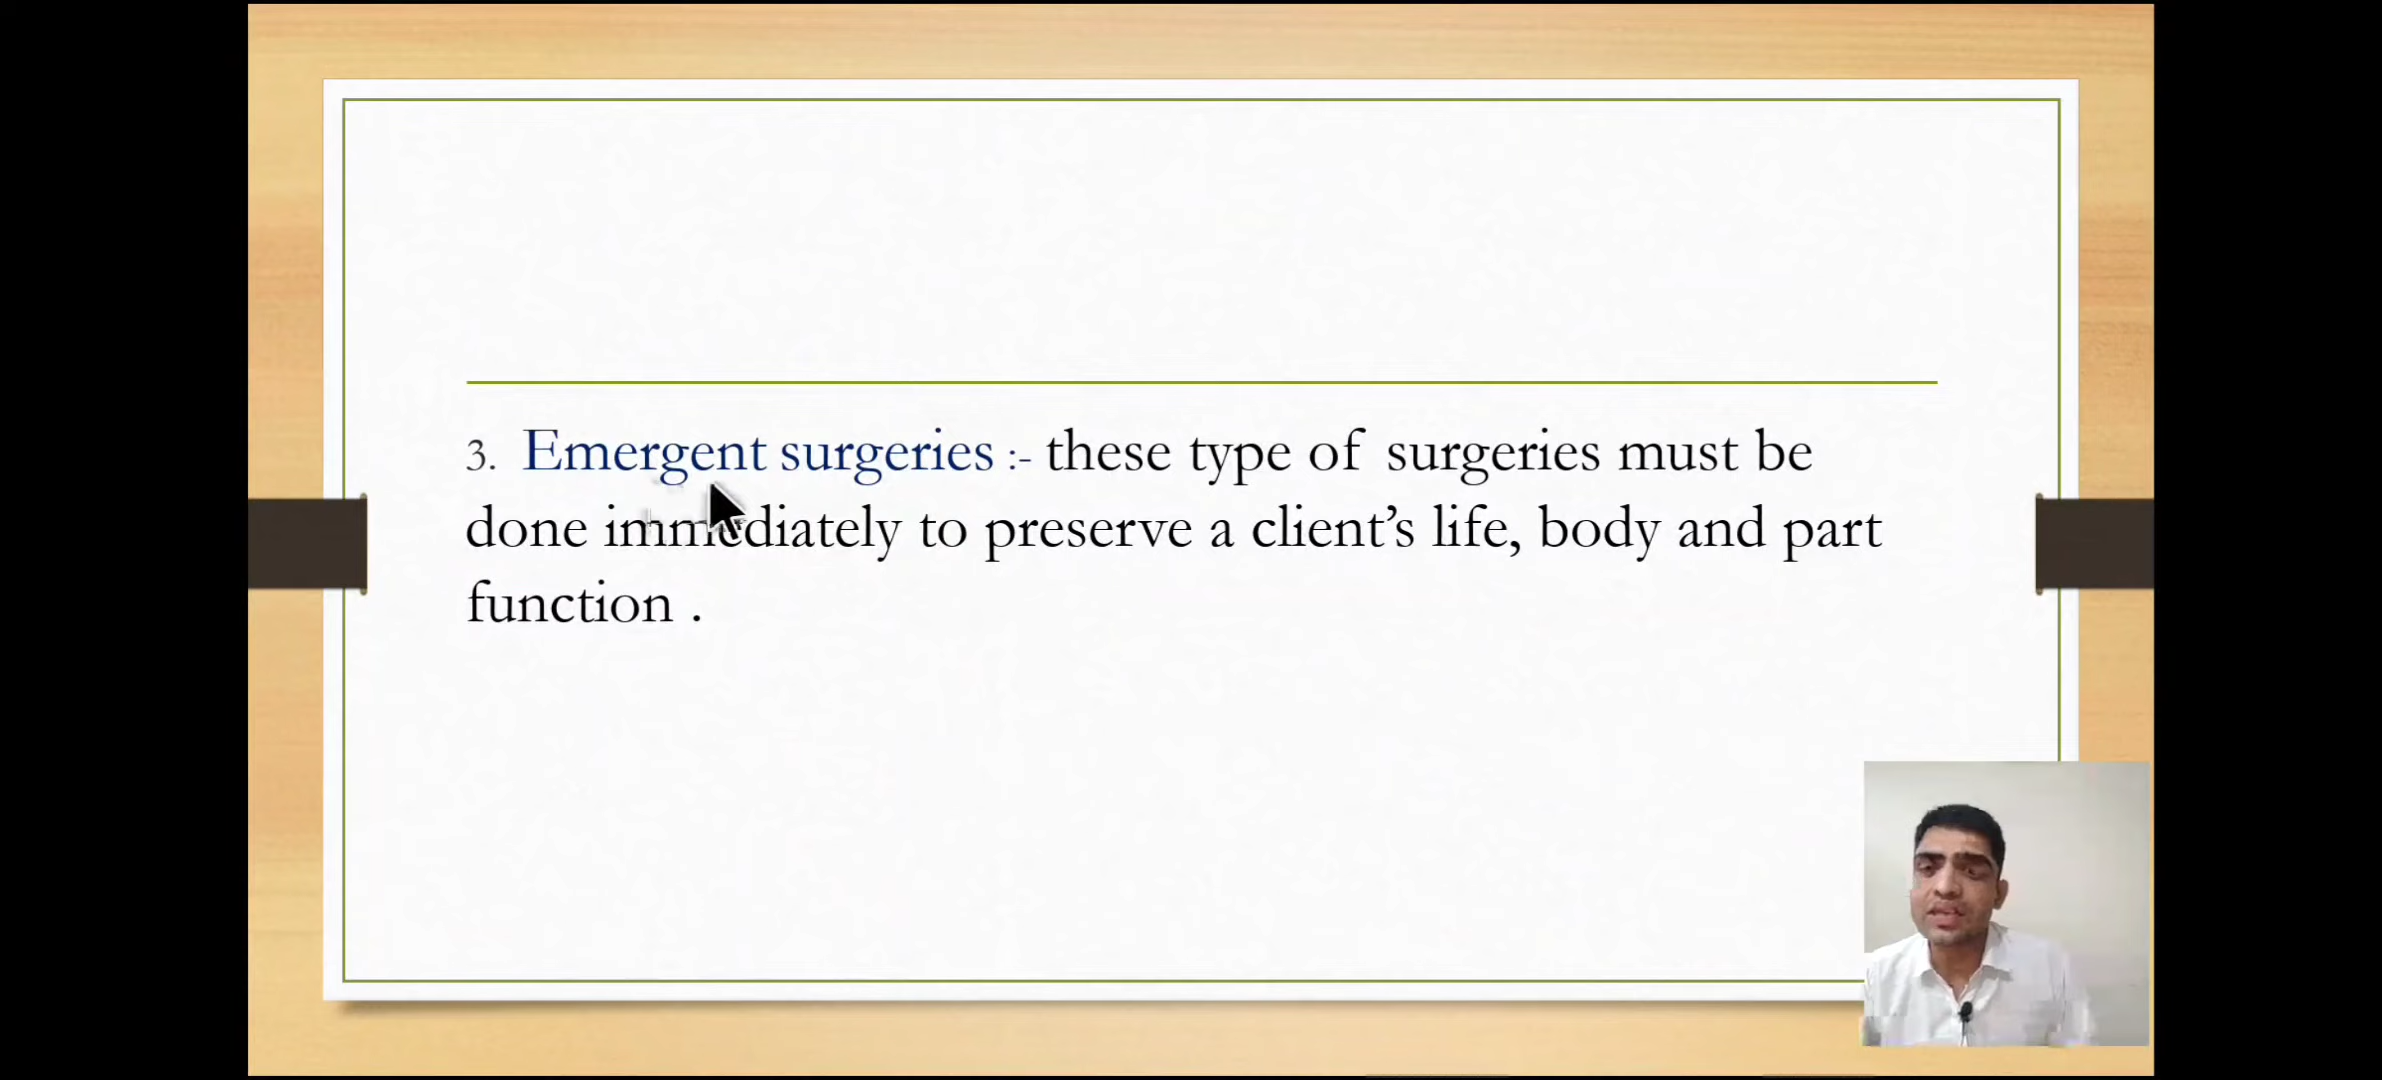 3. Emergent surgeries :- these type of surgeries must be
done immediately to preserve a client’s life, body and part
function .